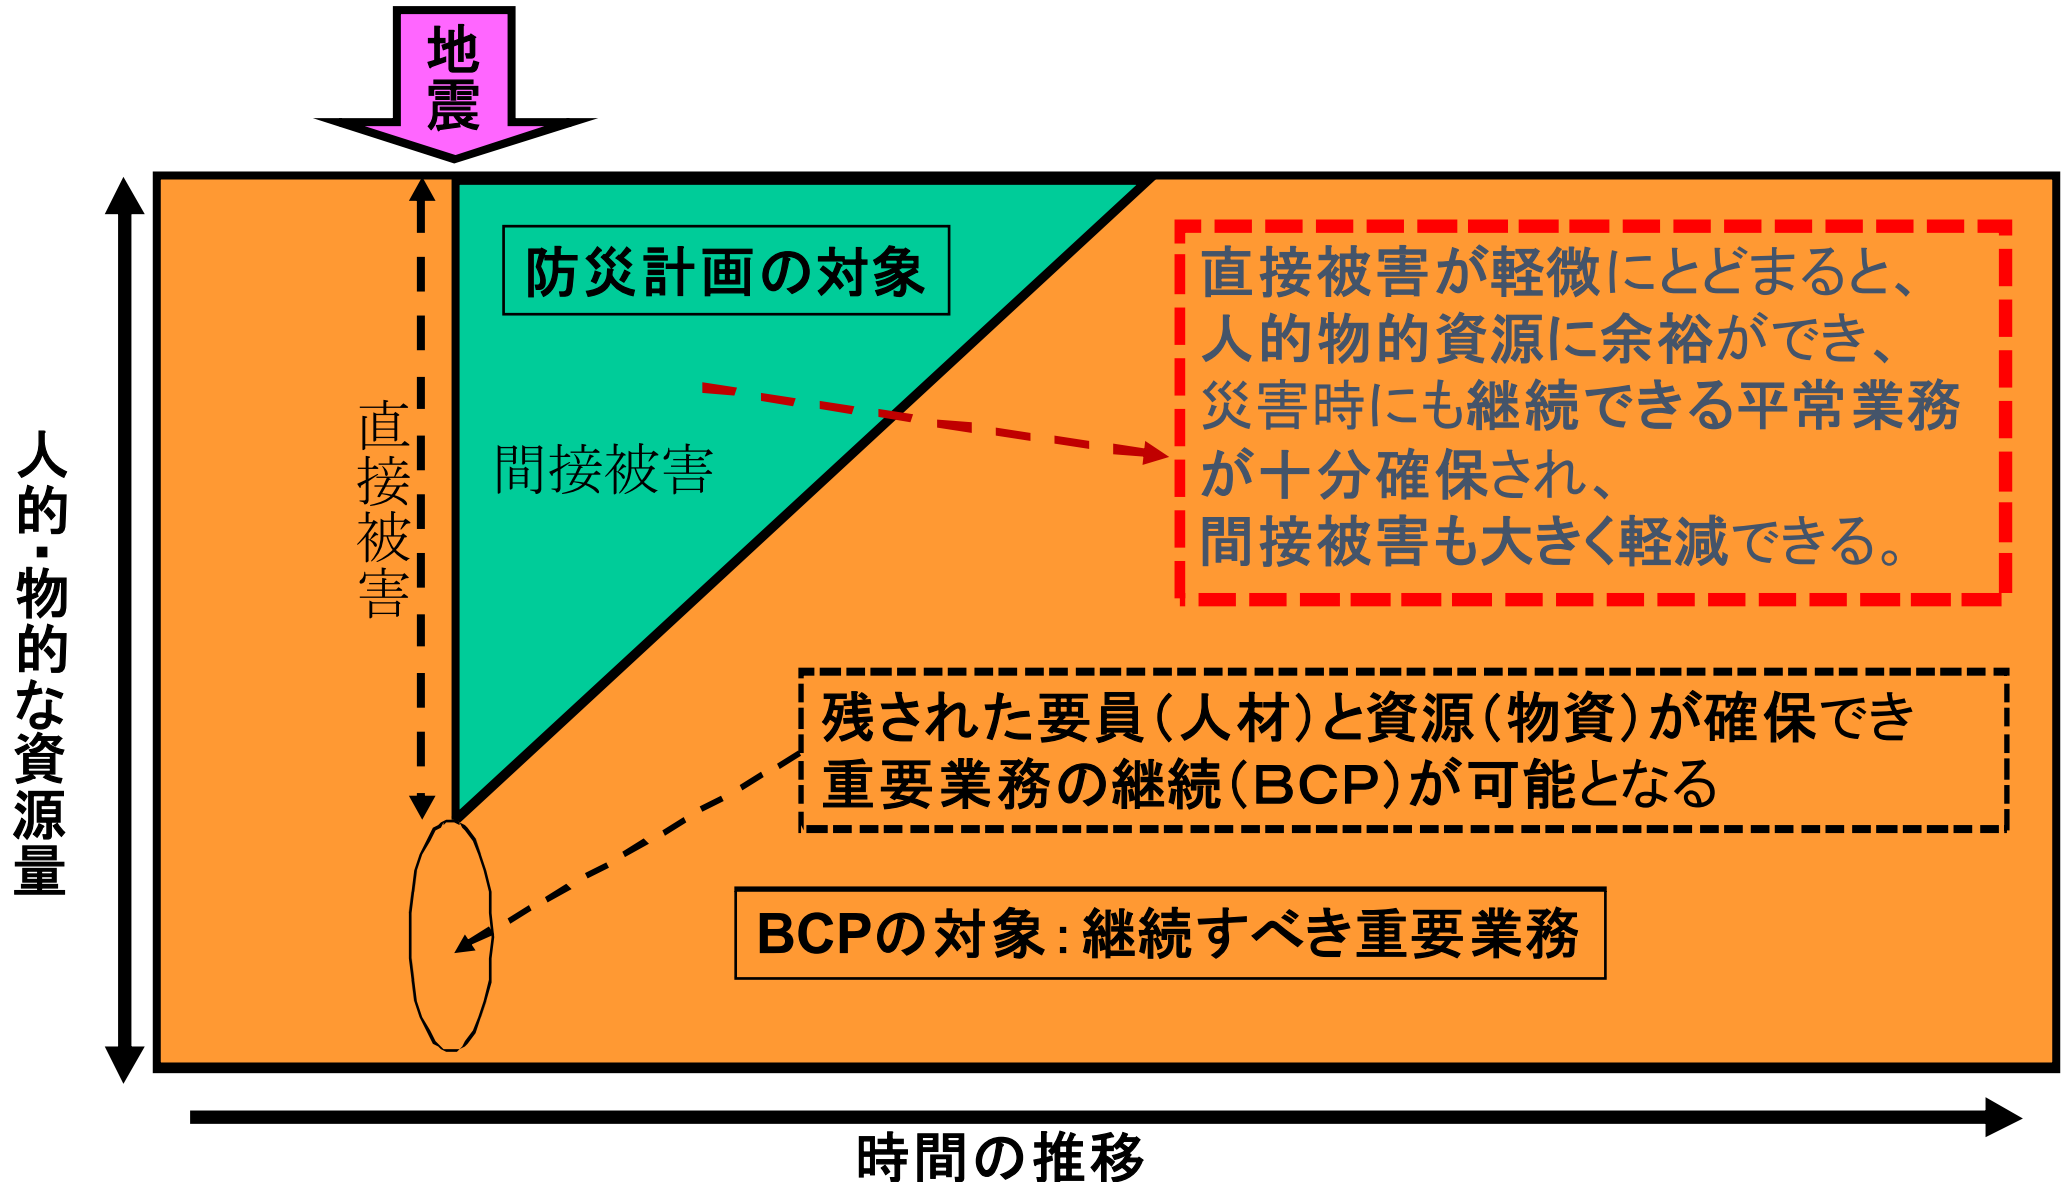 地震
防災計画の対象
直接被害が軽微にとどまると、
人的物的資源に余裕ができ、
災害時にも継続できる平常業務
が十分確保され、
間接被害も大きく軽減できる。
直接被害
間接被害
人的・物的な資源量
残された要員（人材）と資源（物資）が確保でき
重要業務の継続（BCP）が可能となる
BCPの対象：継続すべき重要業務
時間の推移